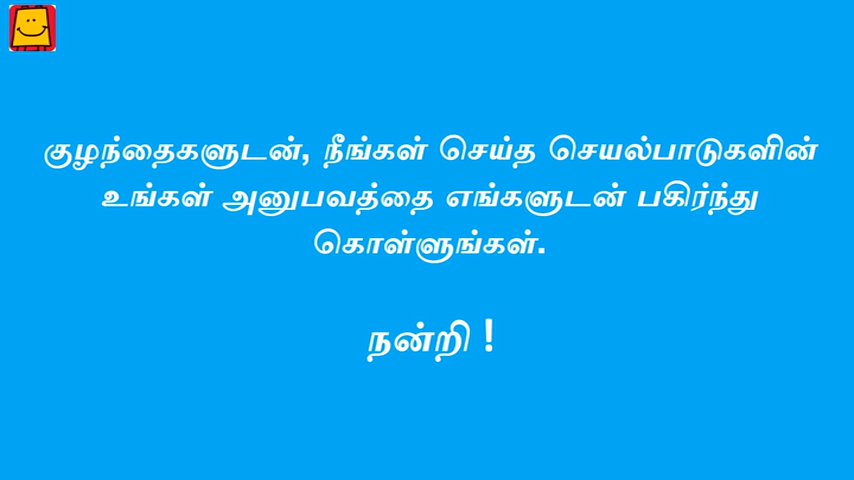 குழந்தைகளுடன், நீங்கள் செய்த செயல்பாடுகளின்
உங்கள் அனுபவத்தை எங்களுடன் பகிர்ந்து
கொள்ளுங்கள்.
நன்றி !